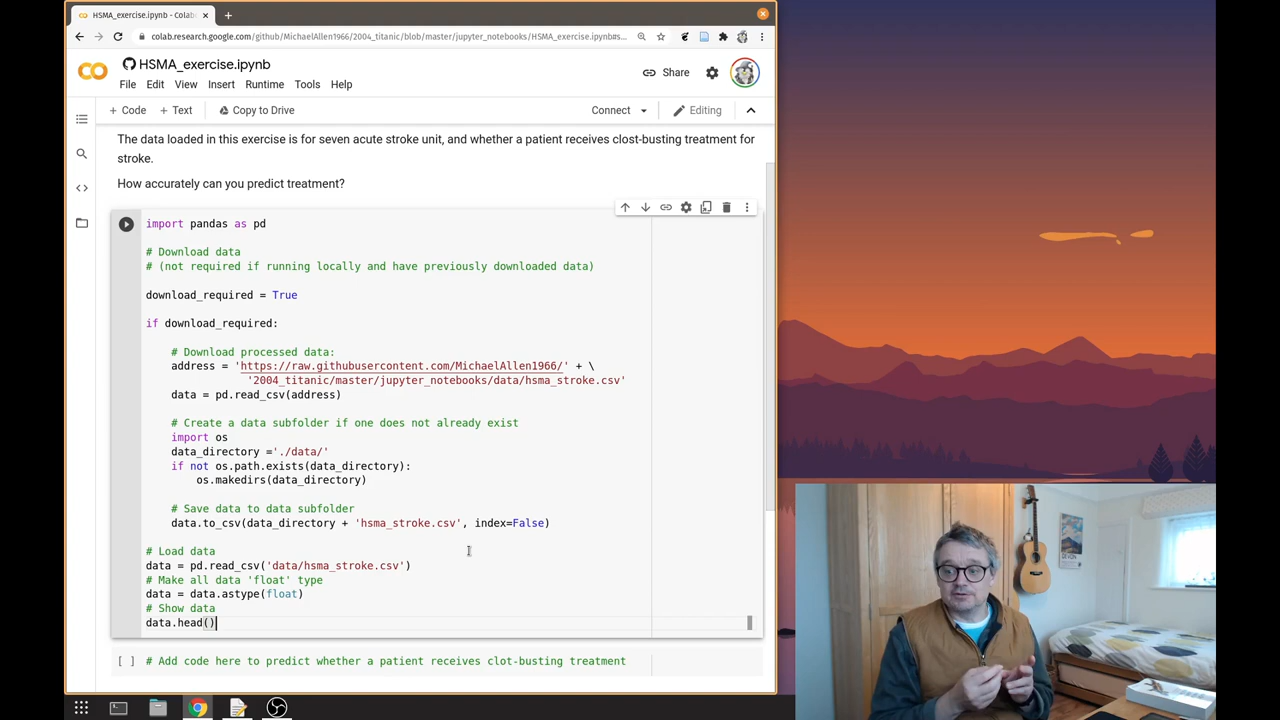 HSMA_exercise.ipynb - Colab
colab.research.google.com/github/MichaelAllen1966/2004_titanic/blob/master/jupyter_notebooks/HSMA_exercise.ipynb#s...
HSMA_exercise.ipynb
Share
File Edit View Insert Runtime Tools Help
+ Code + Text Copy to Drive Connect Editing
The data loaded in this exercise is for seven acute stroke unit, and whether a patient receives clost-busting treatment for
stroke.
How accurately can you predict treatment?
import pandas as pd
# Download data
# (not required if running locally and have previously downloaded data)
download_required = True
if download_required:
# Download processed data:
address = 'https://raw.githubusercontent.com/MichaelAllen1966/' + \
'2004_titanic/master/jupyter_notebooks/data/hsma_stroke.csv'
data = pd.read_csv(address)
# Create a data subfolder if one does not already exist
import os
data_directory ='./data/'
if not os.path.exists(data_directory):
os.makedirs(data_directory)
# Save data to data subfolder
data.to_csv(data_directory + 'hsma_stroke.csv', index=False)
# Load data
data = pd.read_csv('data/hsma_stroke.csv')
# Make all data 'float' type
data = data.astype(float)
# Show data
data.head()
[ ] # Add code here to predict whether a patient receives clot-busting treatment
DEVON